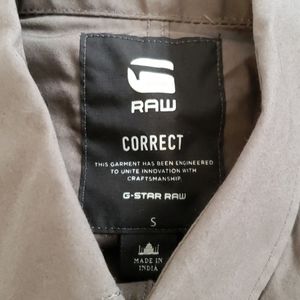 RAW
CORRECT
THIS GARMENT HAS BEEN ENGINEERED
TO UNITE INNOVATION WITH
CRAFTSMANSHIP.
G-STAR RAW
S
MADE IN
INDIA